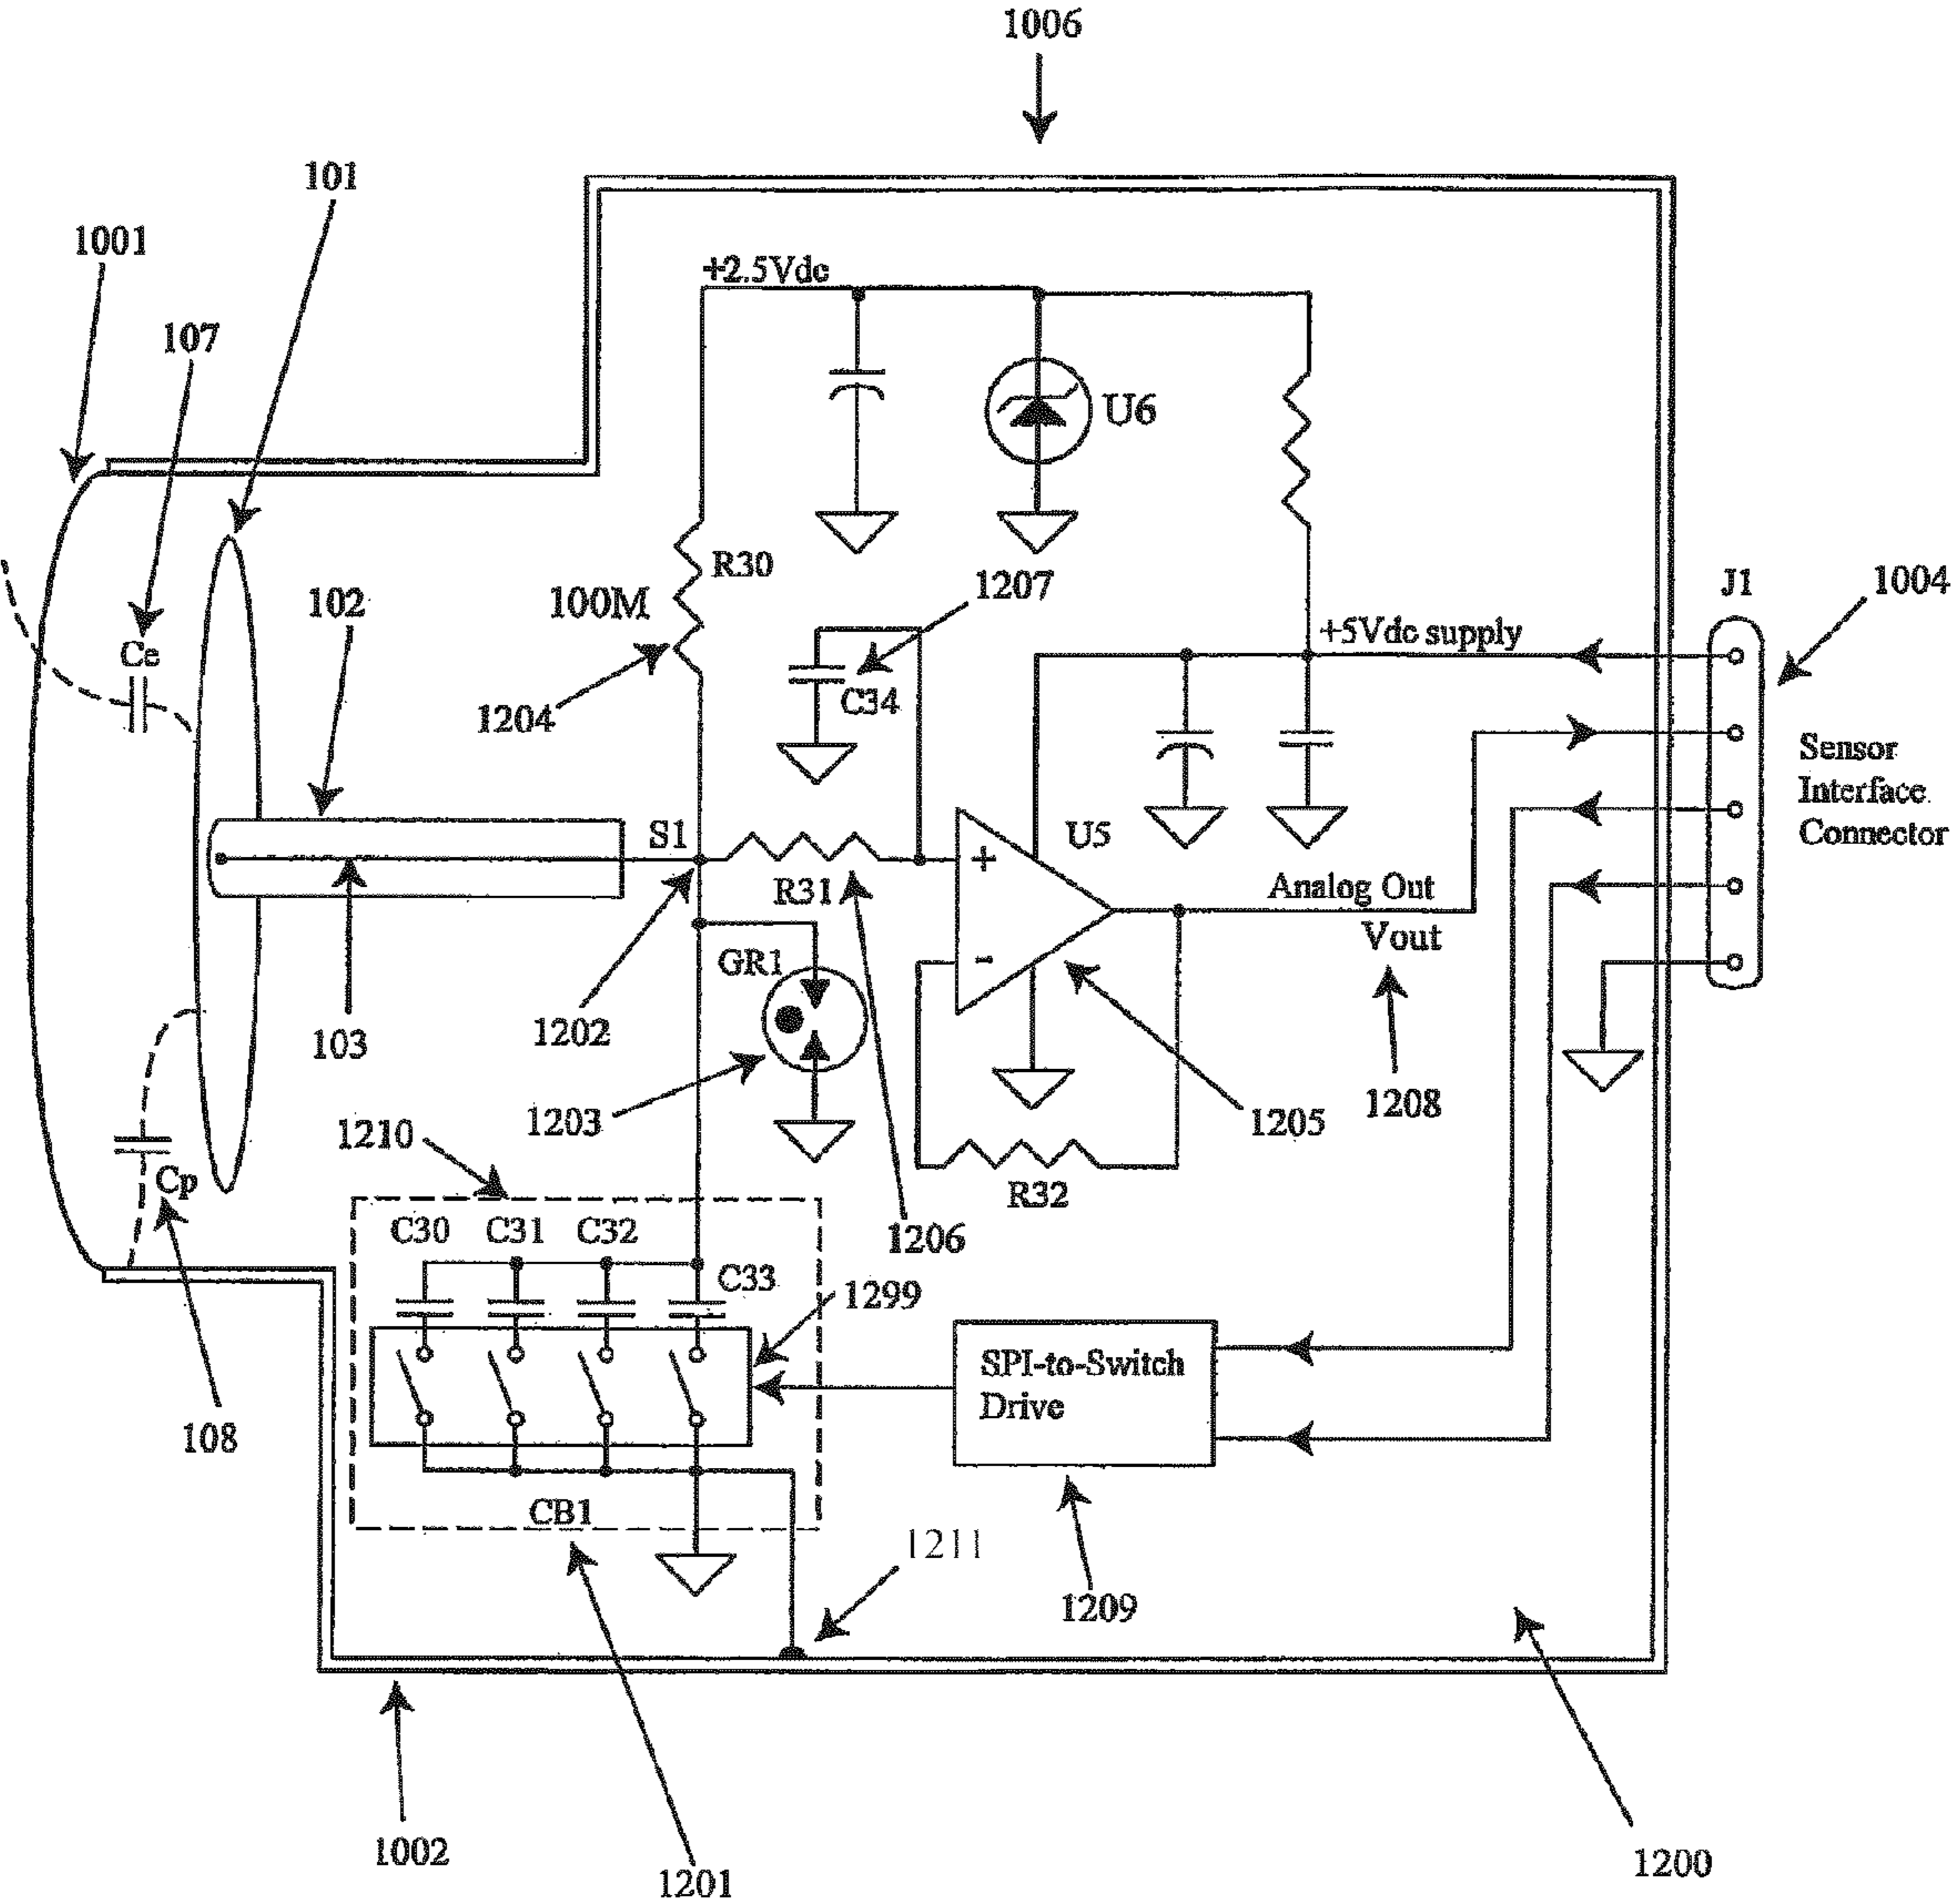 1006
101
1001
+2.5Vdc
107
U6
R30
1207
J1
1004
102
100M
+5Vdc supply
Ce
C34
1204
Sensor
Interface
Connector
S1
U5
R31
Analog Out
Vout
GR1
103
1202
1203
1205
1208
1210
Cp
R32
C30
C31
C32
1206
C33
1299
SPI-to-Switch
Drive
108
CB1
1211
1209
1002
1201
1200
+
-